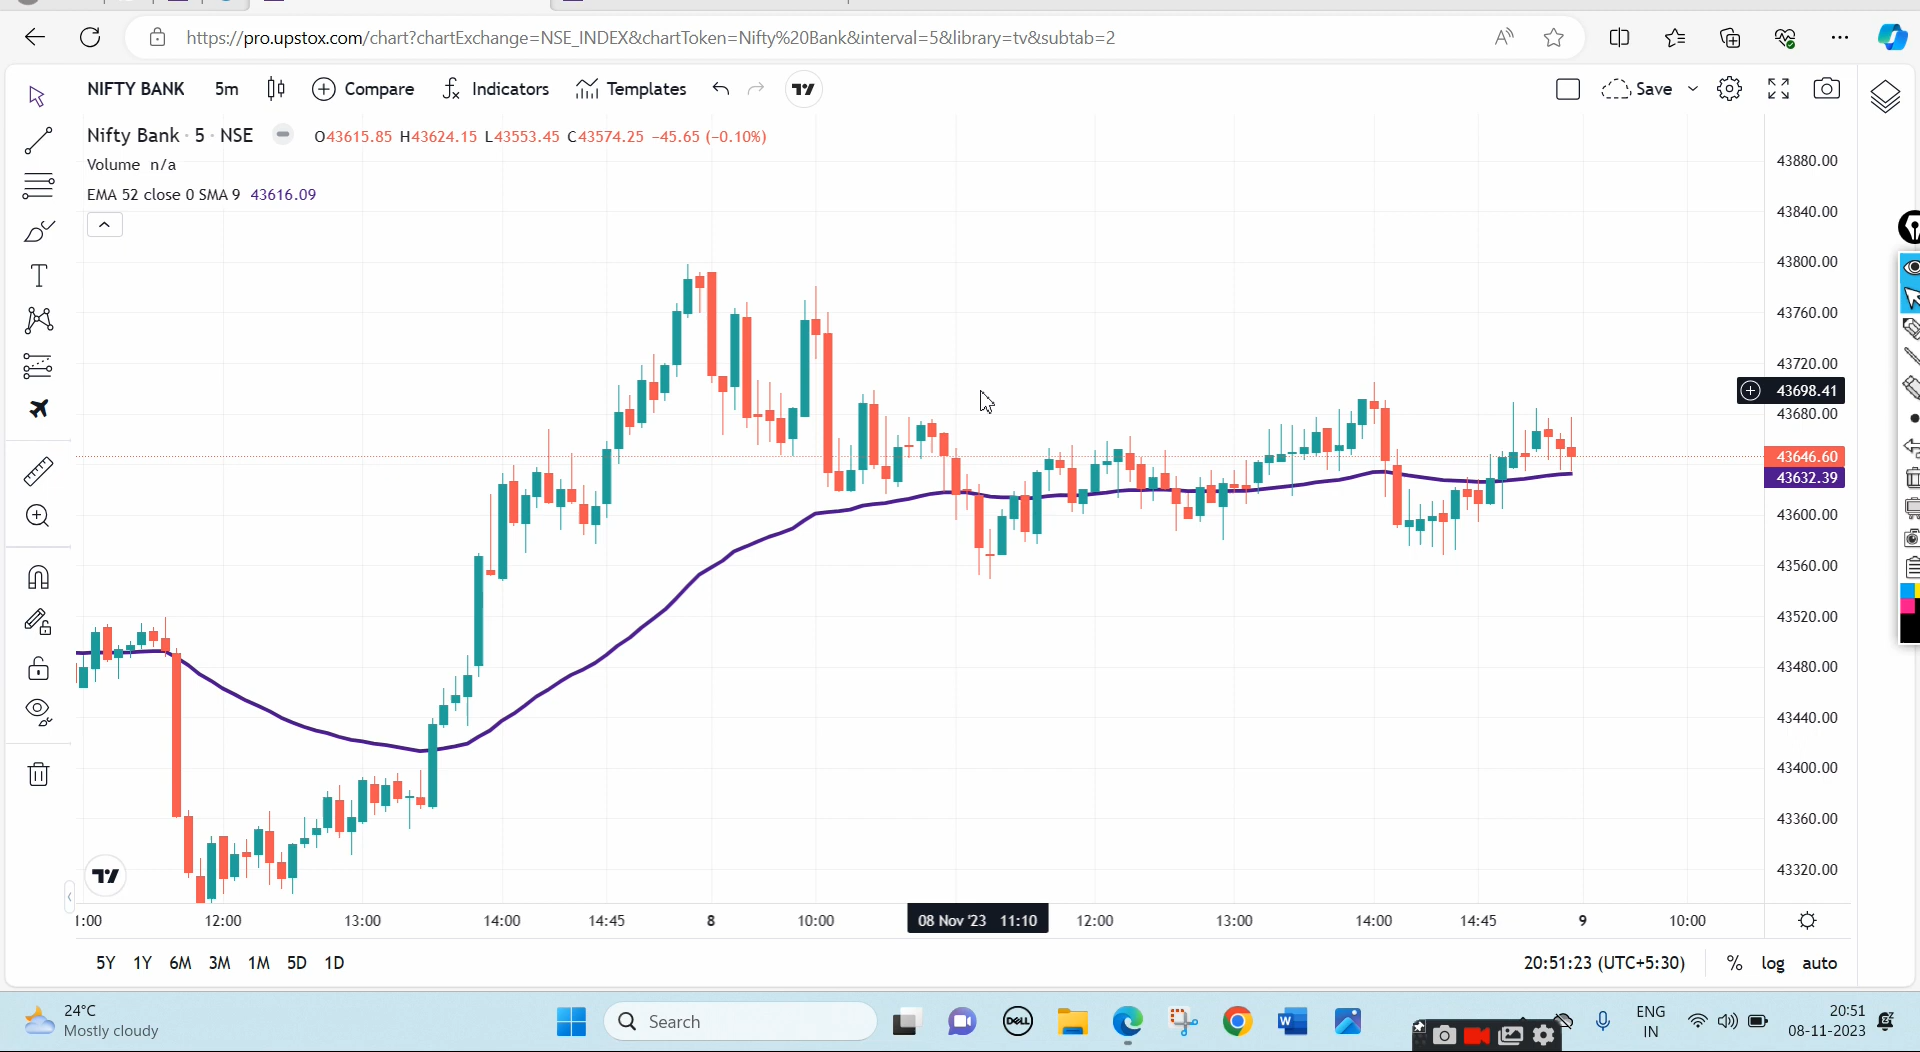 https://pro.upstox.com/chart?chartExchange=NSE_INDEX&chartToken=Nifty%20Bank&interval=5&library=tv&subtab=2
NIFTY BANK 5m Compare Indicators Templates Save
Nifty Bank · 5 · NSE O43615.85 H43624.15 L43553.45 C43574.25 −45.65 (−0.10%)
Volume n/a
EMA 52 close 0 SMA 9 43616.09
43880.00
43840.00
43800.00
43760.00
43720.00
43698.41
43680.00
43646.60
43632.39
43600.00
43560.00
43520.00
43480.00
43440.00
43400.00
43360.00
43320.00
1:00 12:00 13:00 14:00 14:45 8 10:00 08 Nov '23 11:10 12:00 13:00 14:00 14:45 9 10:00
5Y 1Y 6M 3M 1M 5D 1D 20:51:23 (UTC+5:30) % log auto
24°C
Mostly cloudy
Search
DELL
ENG
IN
20:51
08-11-2023